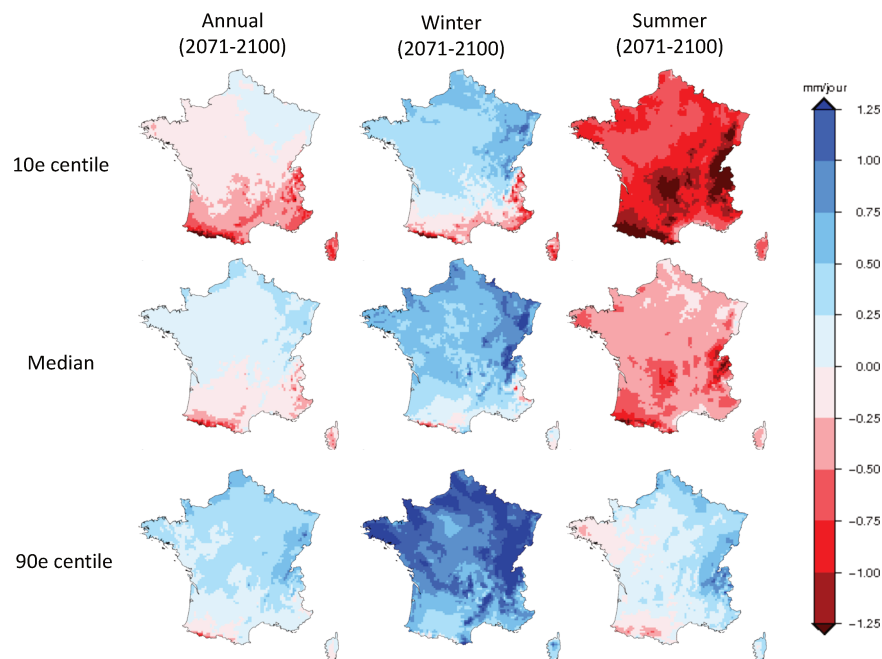 Annual
(2071-2100)
Winter
(2071-2100)
Summer
(2071-2100)
mm/jour
10e centile
Median
90e centile
1.25
1.00
0.75
0.50
0.25
0.00
−0.25
−0.50
−0.75
−1.00
−1.25